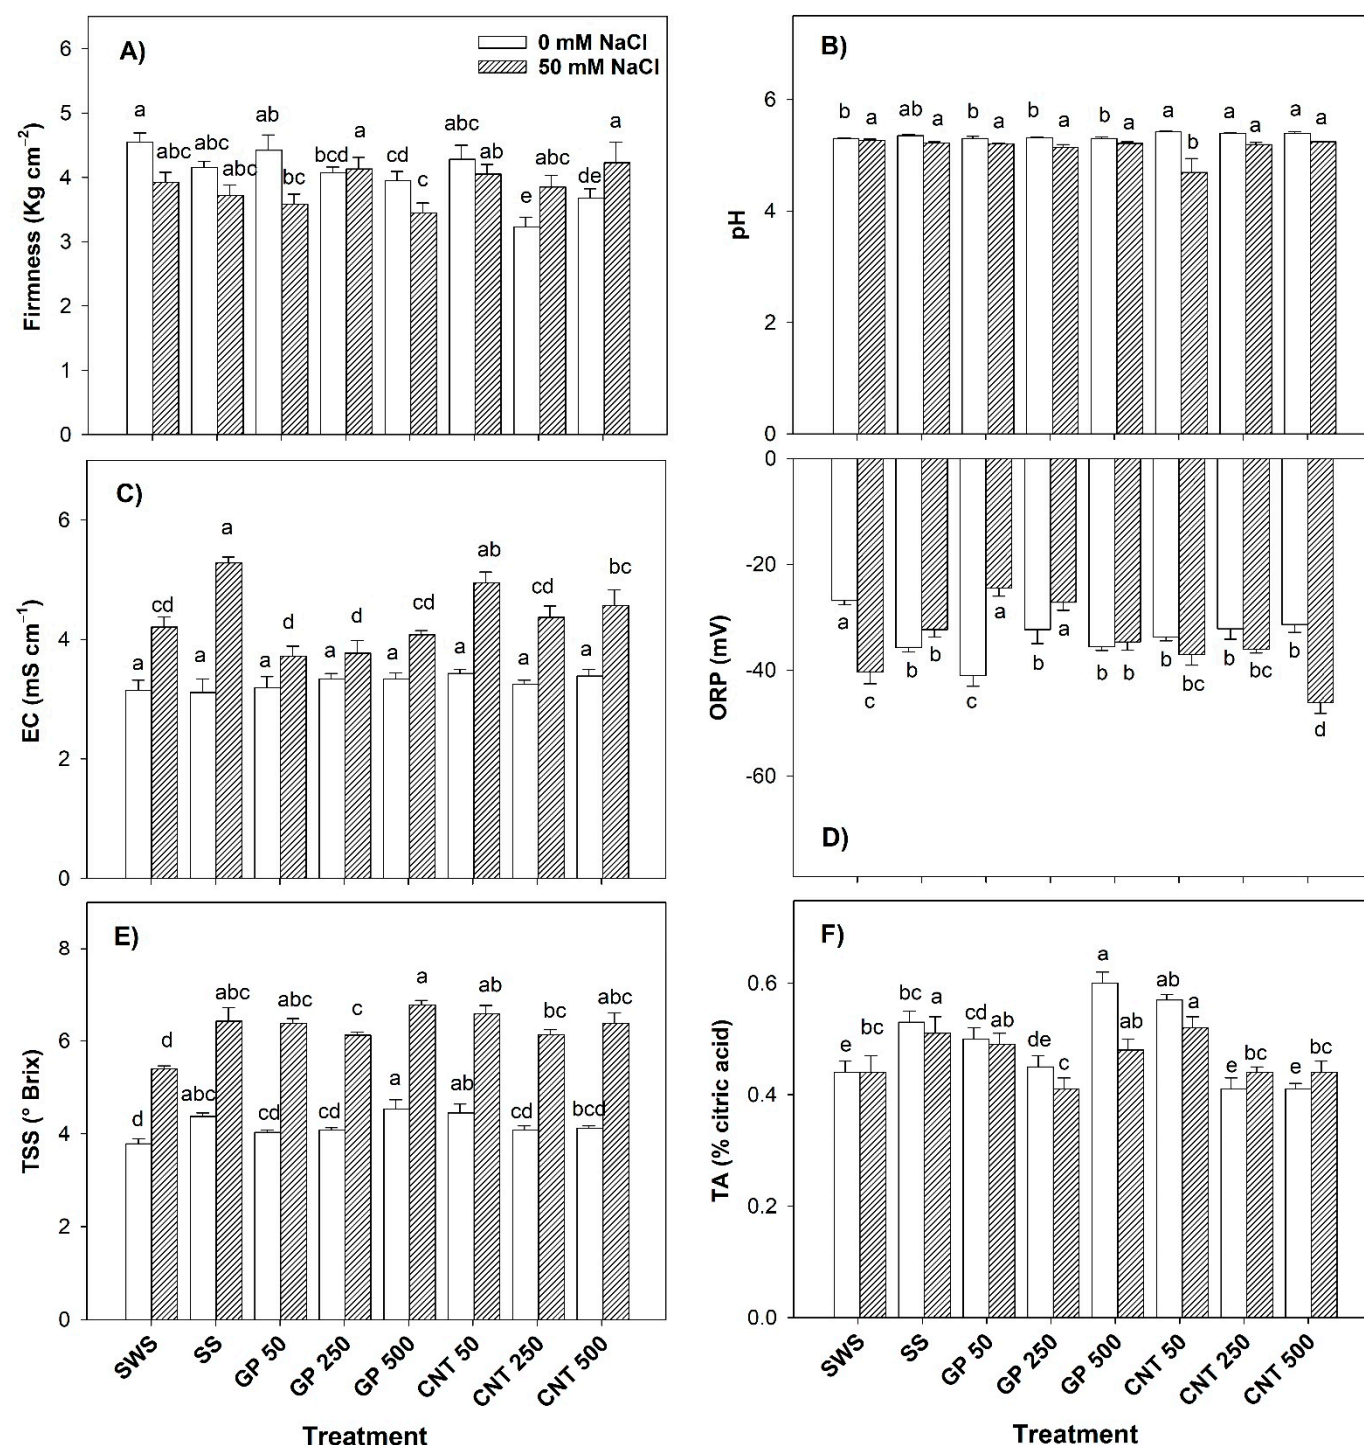 A)
0 mM NaCl
50 mM NaCl
Firmness (Kg cm⁻²)
6
5
4
3
2
1
0
a abc abc abc ab bc bcd a cd c abc ab e abc de a
B)
pH
6
4
2
0
b a ab a b a b a b a a b a a a a
C)
EC (mS cm⁻¹)
6
4
2
0
a cd a a a d a d a cd a ab a cd a bc
D)
ORP (mV)
0
-20
-40
-60
a c b b c a b a b b b bc b bc b d
E)
TSS (° Brix)
8
6
4
2
0
d d abc abc cd abc cd c a a ab ab cd bc bcd abc
SWS
SS
GP 50
GP 250
GP 500
CNT 50
CNT 250
CNT 500
Treatment
F)
TA (% citric acid)
0.6
0.4
0.2
0.0
e bc bc a cd ab de c a ab ab a e bc e bc
SWS
SS
GP 50
GP 250
GP 500
CNT 50
CNT 250
CNT 500
Treatment